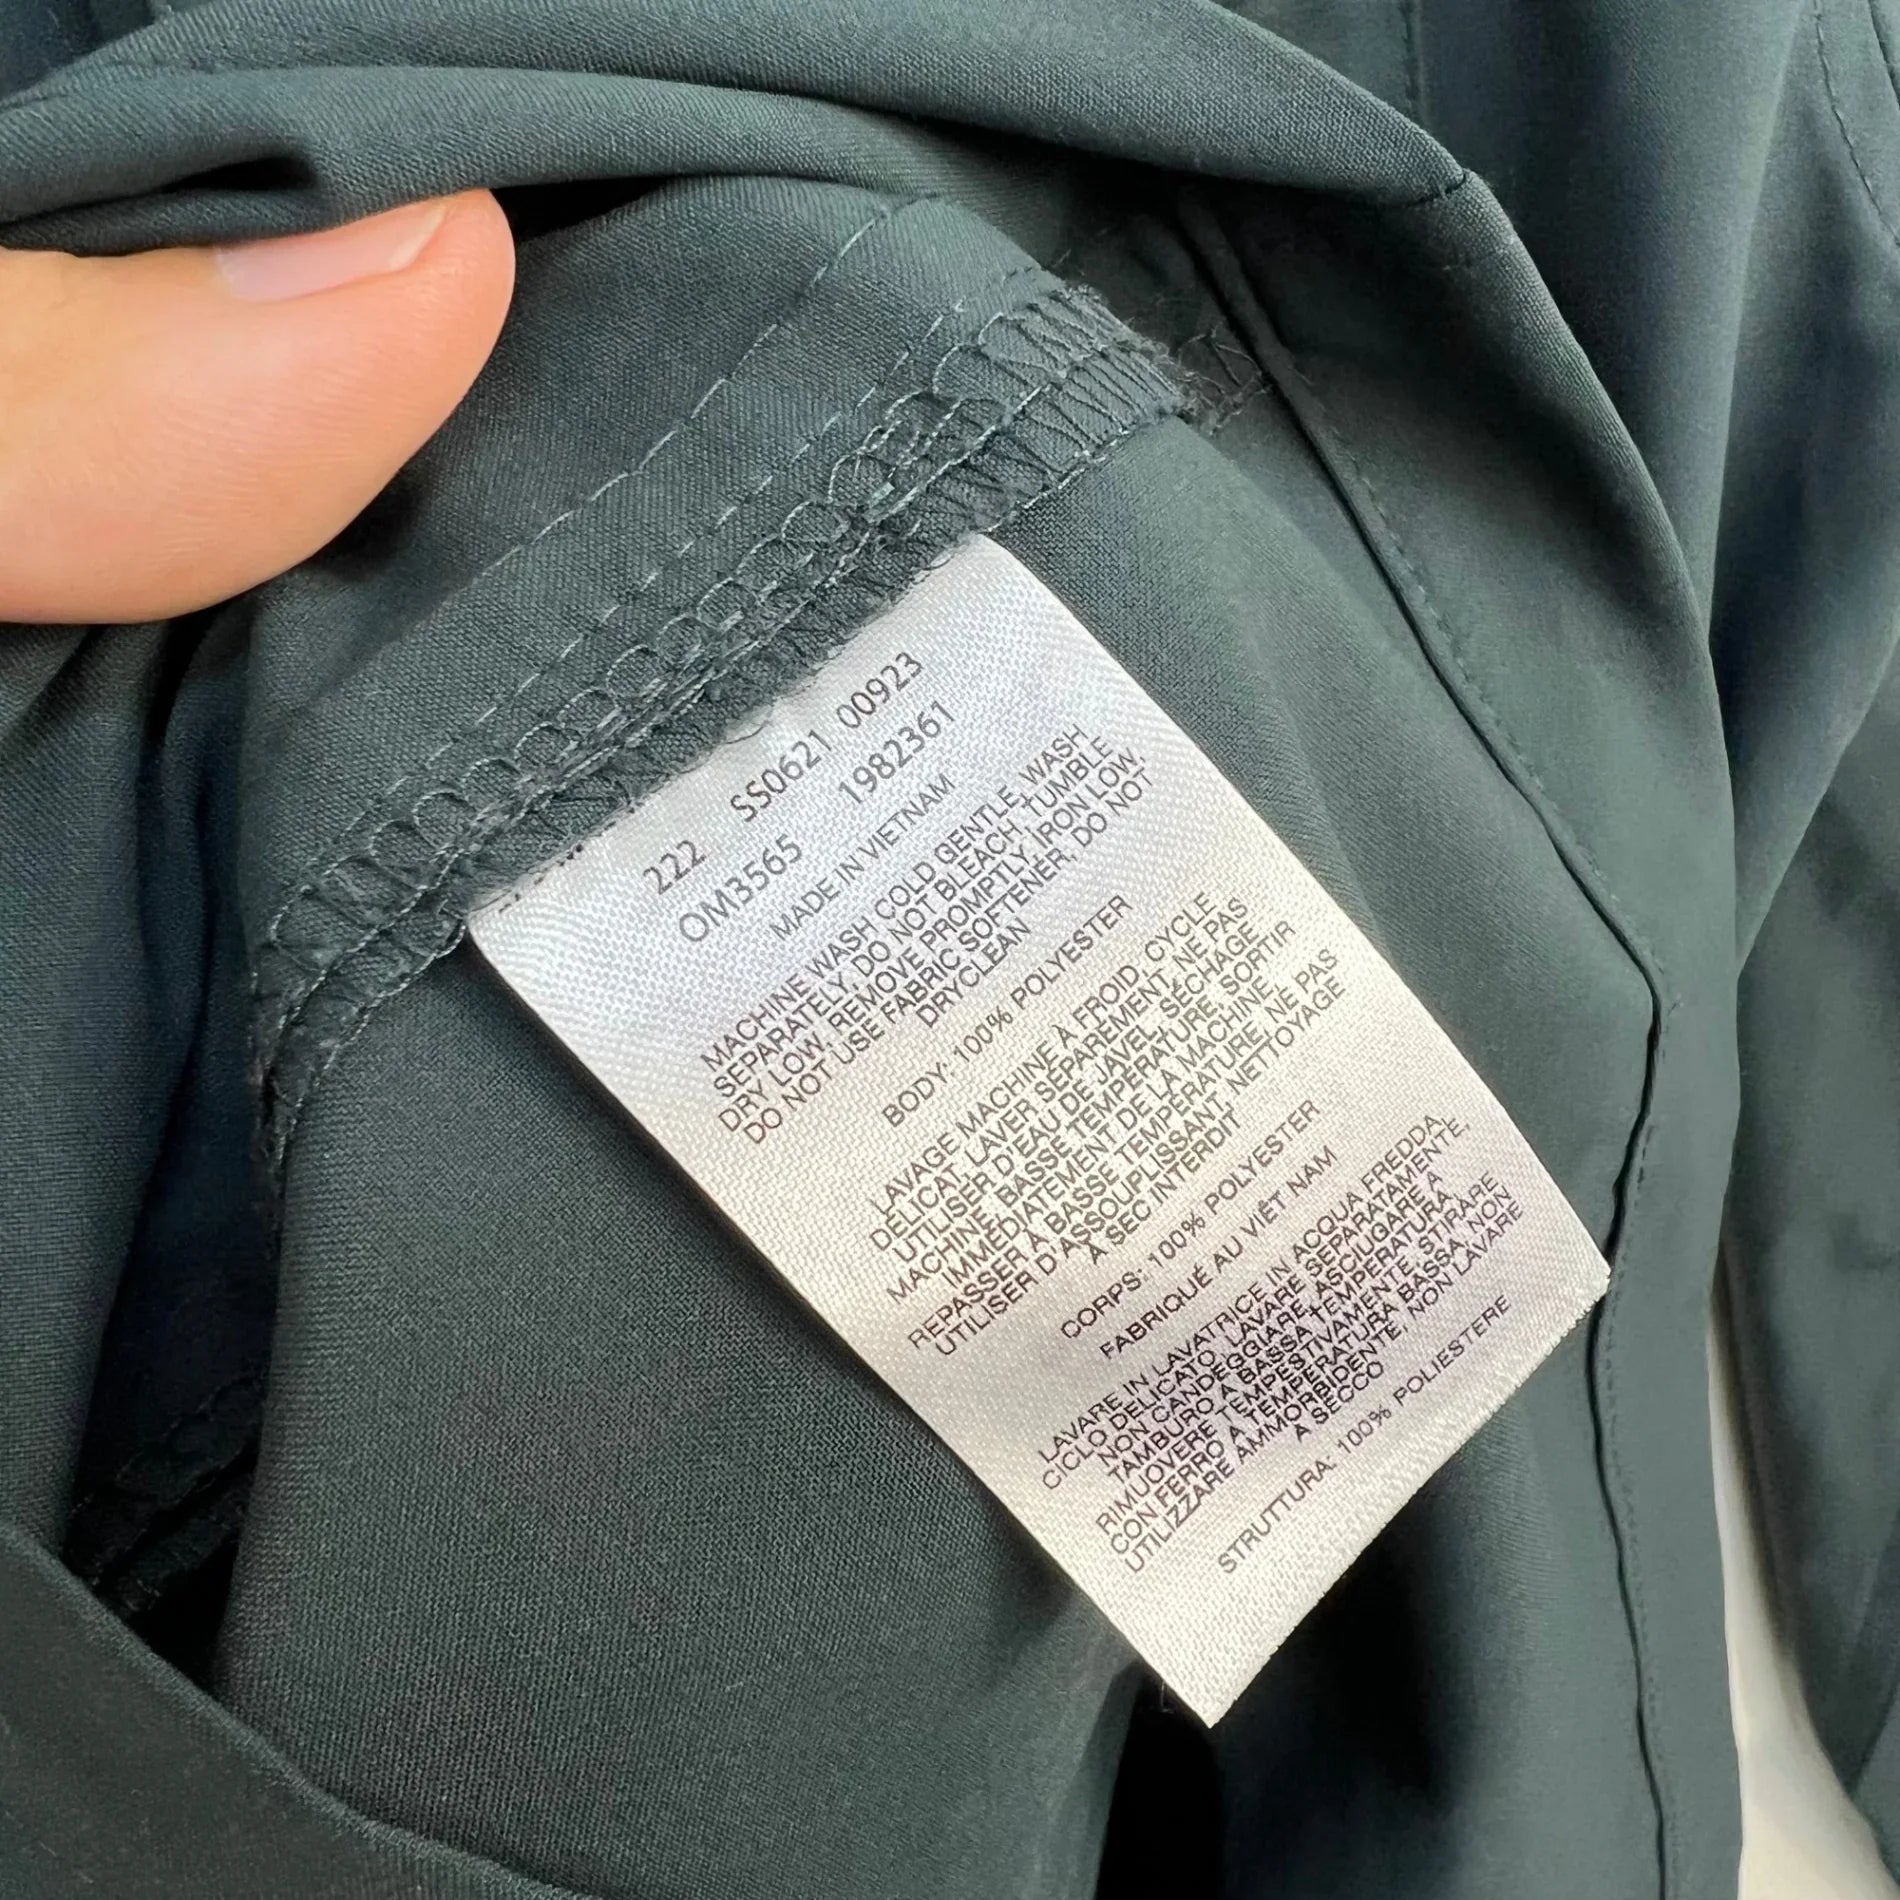 222 SS0621 00923
OM3565 1982361
MADE IN VIETNAM
MACHINE WASH COLD GENTLE, WASH
SEPARATELY, DO NOT BLEACH, TUMBLE
DRY LOW, REMOVE PROMPTLY, IRON LOW,
DO NOT USE FABRIC SOFTENER, DO NOT
DRYCLEAN
BODY: 100% POLYESTER
LAVAGE MACHINE À FROID, CYCLE
DÉLICAT, LAVER SÉPARÉMENT, NE PAS
UTILISER D'EAU DE JAVEL, SÉCHAGE
MACHINE, BASSE TEMPÉRATURE, SORTIR
IMMÉDIATEMENT DE LA MACHINE,
REPASSER À BASSE TEMPÉRATURE, NE PAS
UTILISER D'ASSOUPLISSANT, NETTOYAGE
À SEC INTERDIT
CORPS: 100% POLYESTER
FABRIQUÉ AU VIÊT NAM
LAVARE IN LAVATRICE IN ACQUA FREDDA,
CICLO DELICATO, LAVARE SEPARATAMENTE,
NON CANDEGGIARE, ASCIUGARE A
TAMBURO A BASSA TEMPERATURA,
RIMUOVERE TEMPESTIVAMENTE, STIRARE
CON FERRO A TEMPERATURA BASSA, NON
UTILIZZARE AMMORBIDENTE, NON LAVARE
A SECCO
STRUTTURA: 100% POLIESTERE